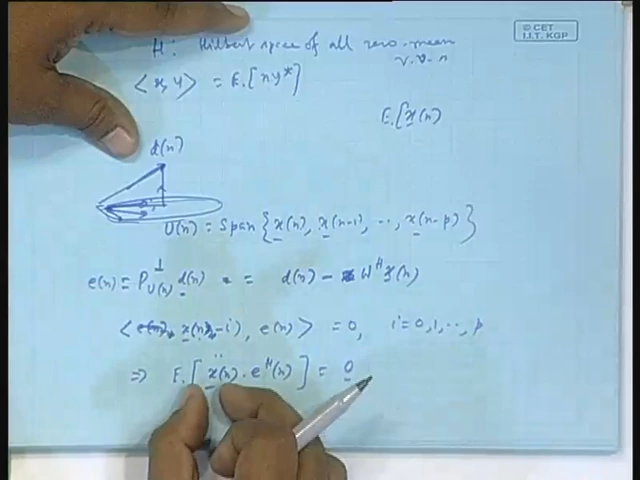 © CET
I.I.T. KGP
H: Hilbert space of all zero-mean
r.v.n
<x,y> = E.[xy*]
E.[x(n)
d(n)
U(n) = Span {x(n), x(n-1), .., x(n-p)}
e(n) = P⊥U(n) d(n) = d(n) - W^H x(n)
< x(n-i), e(n) > = 0, i = 0,1,.., p
⇒ E.[x(n) . e^H(n)] = 0